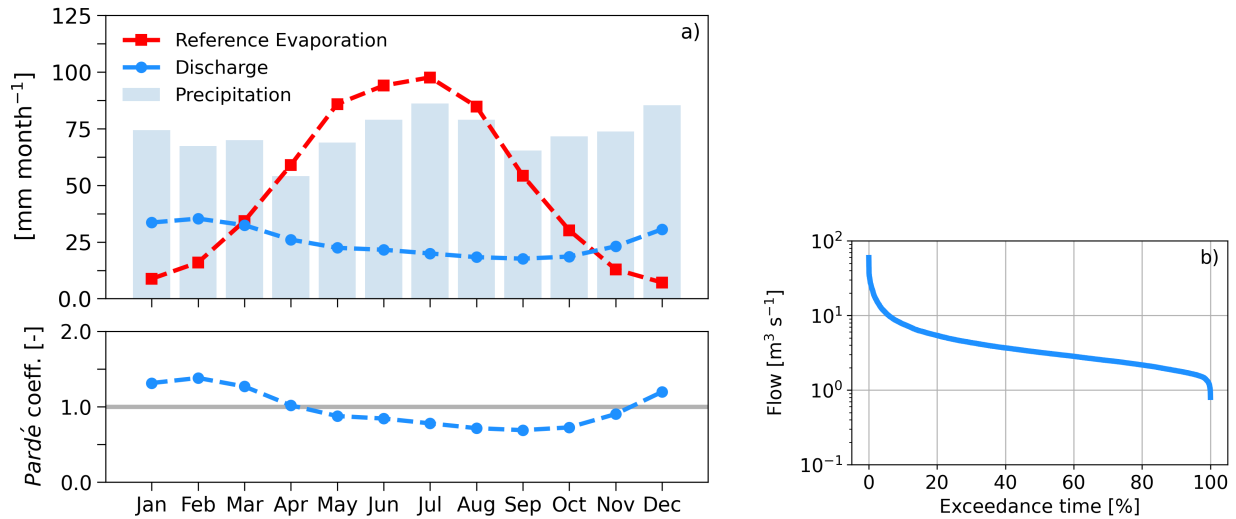 a)
125
100
75
50
25
0.0
[mm month⁻¹]
Reference Evaporation
Discharge
Precipitation
2.0
1.0
0.0
Pardé coeff. [-]
Jan Feb Mar Apr May Jun Jul Aug Sep Oct Nov Dec
b)
10²
10¹
10⁰
10⁻¹
Flow [m³ s⁻¹]
0 20 40 60 80 100
Exceedance time [%]